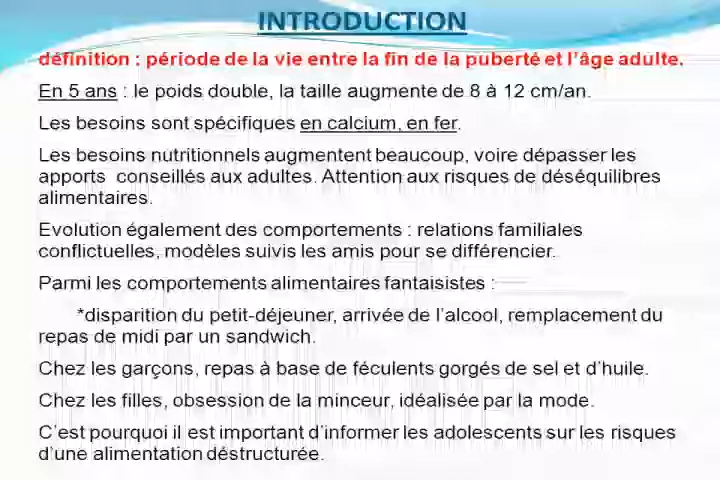 INTRODUCTION
définition : période de la vie entre la fin de la puberté et l'âge adulte.
En 5 ans : le poids double, la taille augmente de 8 à 12 cm/an.
Les besoins sont spécifiques en calcium, en fer.
Les besoins nutritionnels augmentent beaucoup, voire dépasser les
apports conseillés aux adultes. Attention aux risques de déséquilibres
alimentaires.
Evolution également des comportements : relations familiales
conflictuelles, modèles suivis les amis pour se différencier.
Parmi les comportements alimentaires fantaisistes :
*disparition du petit-déjeuner, arrivée de l'alcool, remplacement du
repas de midi par un sandwich.
Chez les garçons, repas à base de féculents gorgés de sel et d'huile.
Chez les filles, obsession de la minceur, idéalisée par la mode.
C'est pourquoi il est important d'informer les adolescents sur les risques
d'une alimentation déstructurée.